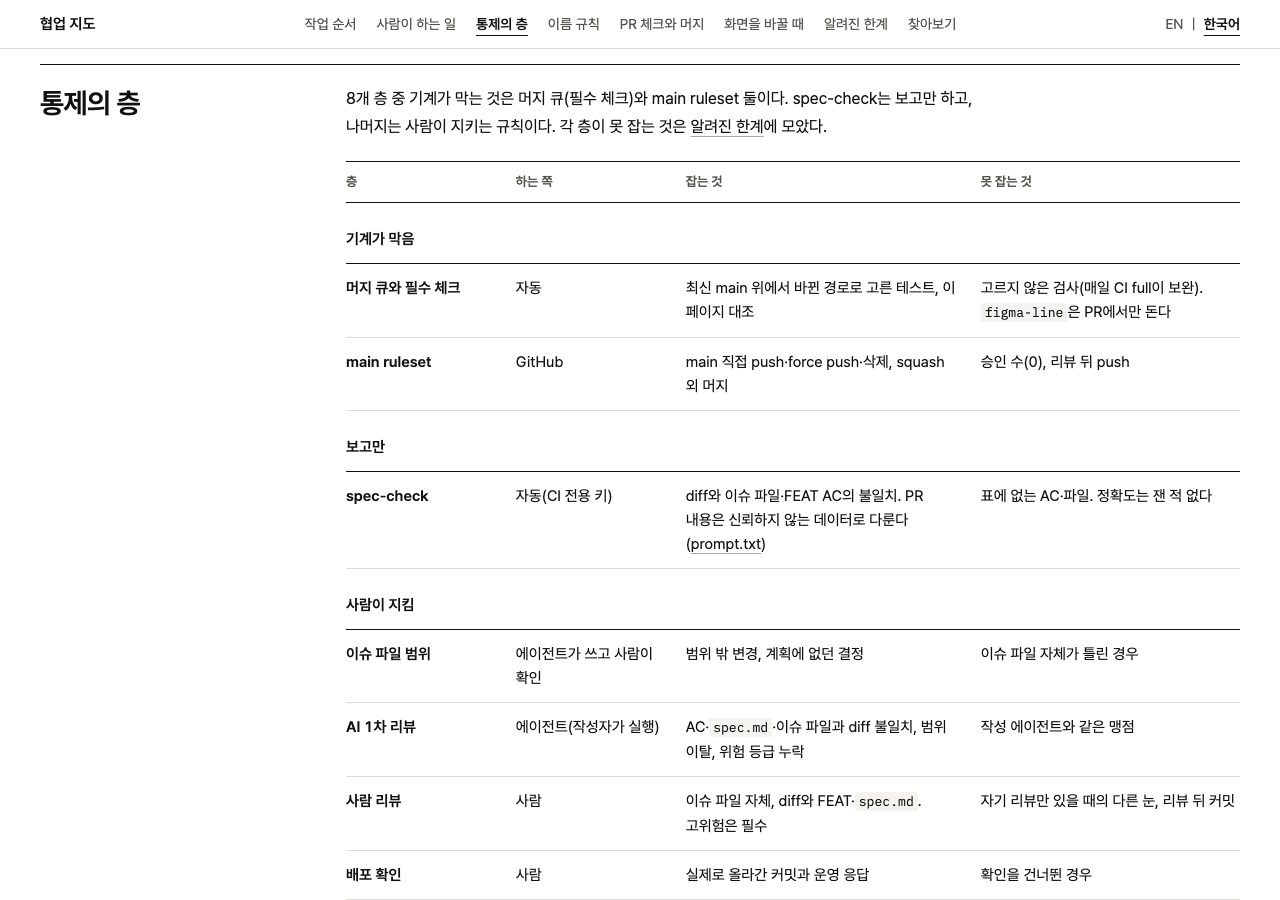 협업 지도
작업 순서 사람이 하는 일 통제의 층 이름 규칙 PR 체크와 머지 화면을 바꿀 때 알려진 한계 찾아보기
EN | 한국어
통제의 층
8개 층 중 기계가 막는 것은 머지 큐(필수 체크)와 main ruleset 둘이다. spec-check는 보고만 하고,
나머지는 사람이 지키는 규칙이다. 각 층이 못 잡는 것은 알려진 한계에 모았다.
층 하는 쪽 잡는 것 못 잡는 것
기계가 막음
머지 큐와 필수 체크 자동 최신 main 위에서 바뀐 경로로 고른 테스트, 이 고르지 않은 검사(매일 CI full이 보완).
페이지 대조 figma-line은 PR에서만 돈다
main ruleset GitHub main 직접 push·force push·삭제, squash 승인 수(0), 리뷰 뒤 push
외 머지
보고만
spec-check 자동(CI 전용 키) diff와 이슈 파일·FEAT AC의 불일치. PR 표에 없는 AC·파일. 정확도는 잰 적 없다
내용은 신뢰하지 않는 데이터로 다룬다
(prompt.txt)
사람이 지킴
이슈 파일 범위 에이전트가 쓰고 사람이 범위 밖 변경, 계획에 없던 결정 이슈 파일 자체가 틀린 경우
확인
AI 1차 리뷰 에이전트(작성자가 실행) AC·spec.md·이슈 파일과 diff 불일치, 범위 작성 에이전트와 같은 맹점
이탈, 위험 등급 누락
사람 리뷰 사람 이슈 파일 자체, diff와 FEAT·spec.md. 자기 리뷰만 있을 때의 다른 눈, 리뷰 뒤 커밋
고위험은 필수
배포 확인 사람 실제로 올라간 커밋과 운영 응답 확인을 건너뛴 경우